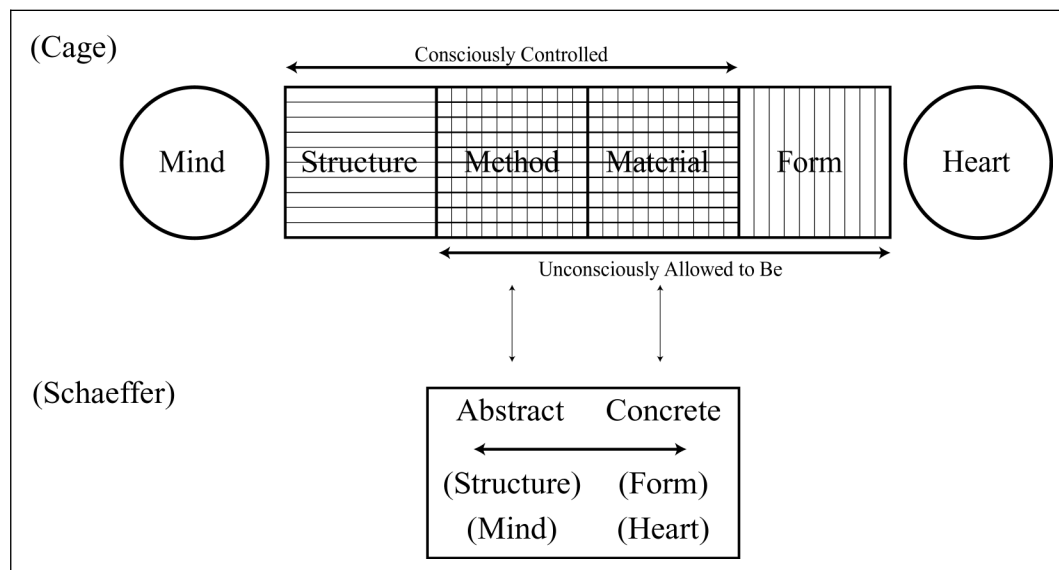 (Cage)
Consciously Controlled
Mind Structure Method Material Form Heart
Unconsciously Allowed to Be
(Schaeffer)
Abstract Concrete
(Structure) (Form)
(Mind) (Heart)